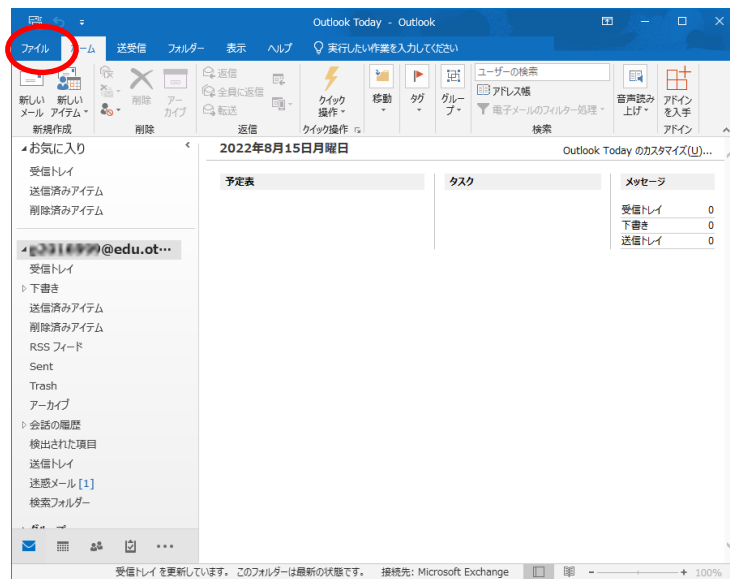 Outlook Today - Outlook
ファイル ホーム 送受信 フォルダー 表示 ヘルプ 実行したい作業を入力してください
新しい メール
新しい アイテム
削除
アーカイブ
返信
全員に返信
転送
クイック操作
移動
タグ
グループ
ユーザーの検索
アドレス帳
電子メールのフィルター処理
音声読み上げ
アドインを入手
新規作成 削除 返信 クイック操作 検索 アドイン
お気に入り
受信トレイ
送信済みアイテム
削除済みアイテム
@edu.ot…
受信トレイ
下書き
送信済みアイテム
削除済みアイテム
RSS フィード
Sent
Trash
アーカイブ
会話の履歴
検出された項目
送信トレイ
迷惑メール [1]
検索フォルダー
2022年8月15日月曜日
Outlook Today のカスタマイズ(U)...
予定表
タスク
メッセージ
受信トレイ 0
下書き 0
送信トレイ 0
受信トレイ を更新しています。 このフォルダーは最新の状態です。 接続先: Microsoft Exchange
100%